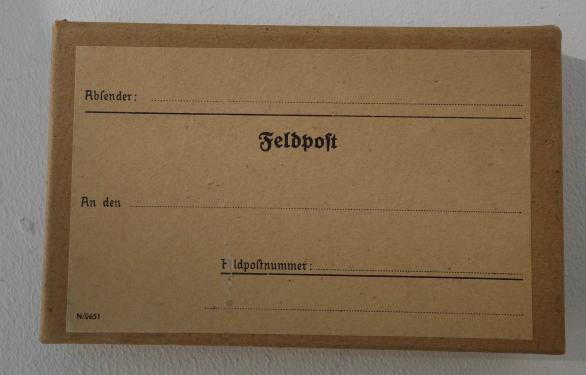 Abſender:
Feldpoſt
An den
Feldpoſtnummer:
N/0651